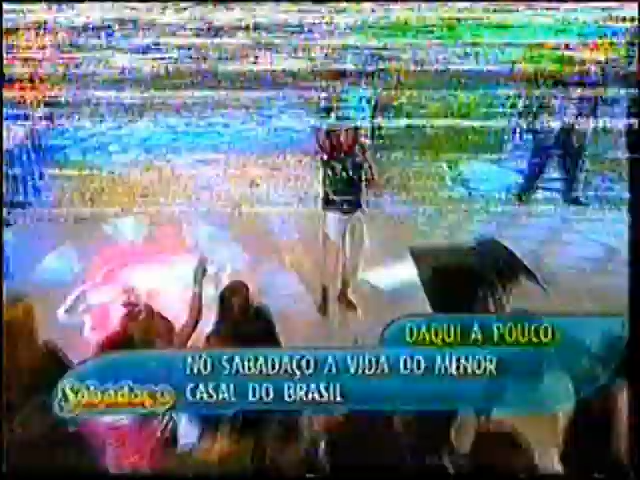 DAQUI A POUCO
NO SABADAÇO A VIDA DO MENOR
CASAL DO BRASIL
Sabadaço